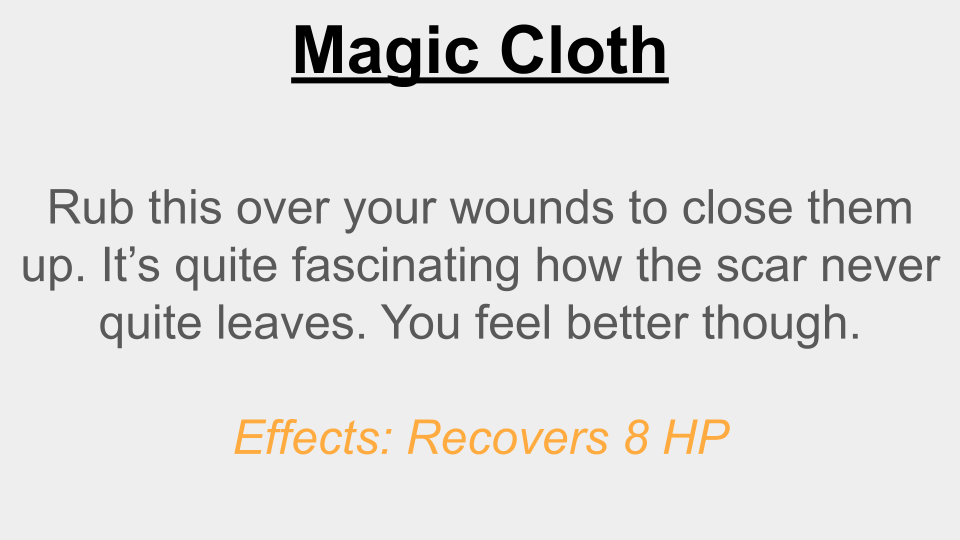 Magic Cloth
Rub this over your wounds to close them
up. It’s quite fascinating how the scar never
quite leaves. You feel better though.
Effects: Recovers 8 HP